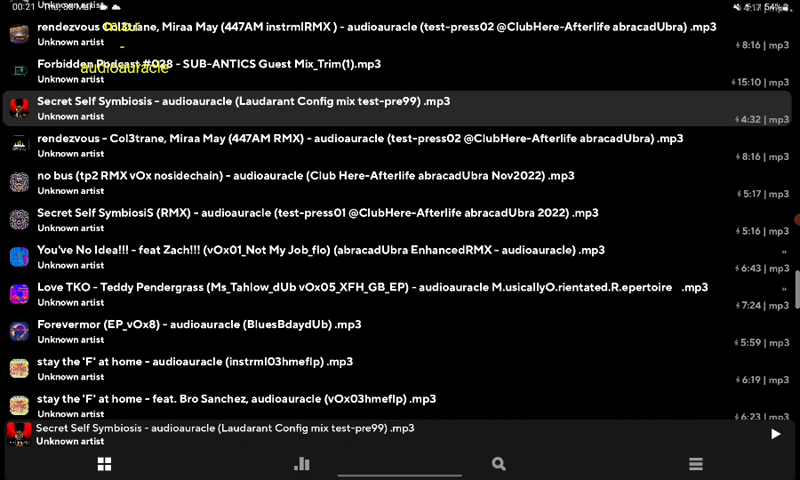 Unknown artist
00:21
54%
rendezvous Col3trane, Miraa May (447AM instrmlRMX ) - audioauracle (test-press02 @ClubHere-Afterlife abracadUbra) .mp3
Unknown artist
8:16 | mp3
-
audioauracle
Forbidden Podcast #028 - SUB-ANTICS Guest Mix_Trim(1).mp3
Unknown artist
15:10 | mp3
Secret Self Symbiosis - audioauracle (Laudarant Config mix test-pre99) .mp3
Unknown artist
4:32 | mp3
rendezvous - Col3trane, Miraa May (447AM RMX) - audioauracle (test-press02 @ClubHere-Afterlife abracadUbra) .mp3
Unknown artist
8:16 | mp3
no bus (tp2 RMX vOx nosidechain) - audioauracle (Club Here-Afterlife abracadUbra Nov2022) .mp3
Unknown artist
5:17 | mp3
Secret Self SymbiosiS (RMX) - audioauracle (test-press01 @ClubHere-Afterlife abracadUbra 2022) .mp3
Unknown artist
5:16 | mp3
You've No Idea!!! - feat Zach!!! (vOx01_Not My Job_flo) (abracadUbra EnhancedRMX - audioauracle) .mp3
Unknown artist
6:43 | mp3
Love TKO - Teddy Pendergrass (Ms_Tahlow_dUb vOx05_XFH_GB_EP) - audioauracle M.usicallyO.rientated.R.epertoire .mp3
Unknown artist
7:24 | mp3
Forevermor (EP_vOx8) - audioauracle (BluesBdaydUb) .mp3
Unknown artist
5:59 | mp3
stay the 'F' at home - audioauracle (instrml03hmeflp) .mp3
Unknown artist
6:19 | mp3
stay the 'F' at home - feat. Bro Sanchez, audioauracle (vOx03hmeflp) .mp3
Unknown artist
6:23 | mp3
Secret Self Symbiosis - audioauracle (Laudarant Config mix test-pre99) .mp3
Unknown artist